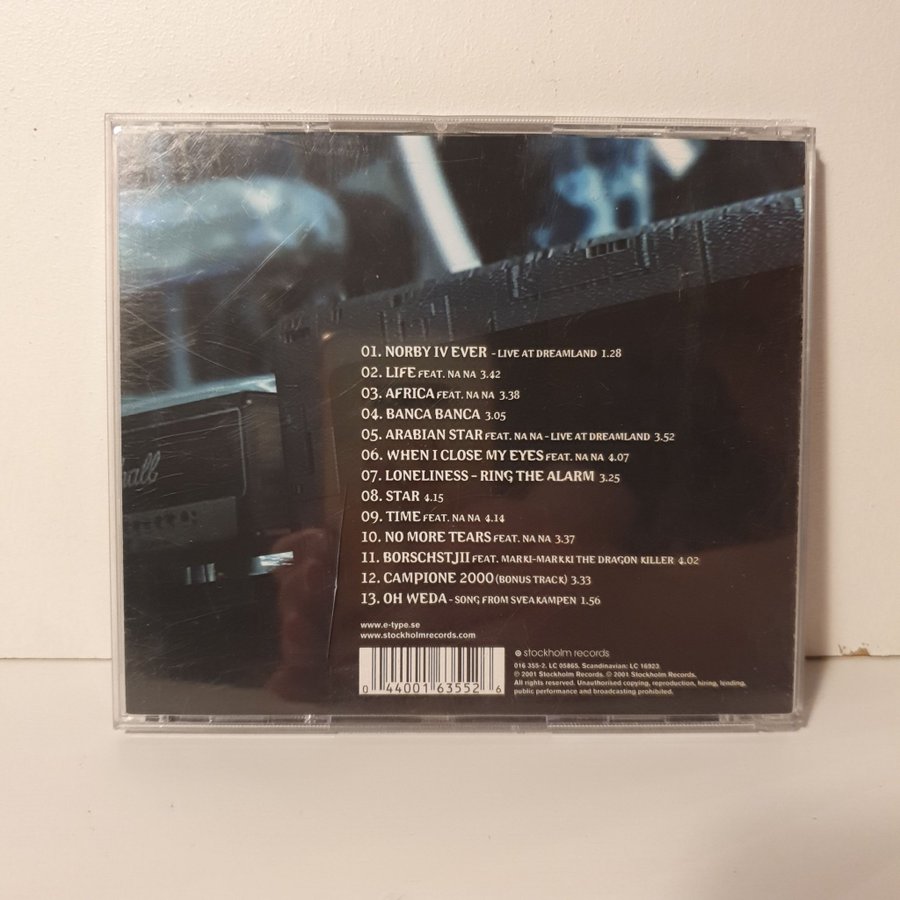 01. NORBY IV EVER - LIVE AT DREAMLAND 1.28
02. LIFE FEAT. NA NA 3.42
03. AFRICA FEAT. NA NA 3.38
04. BANCA BANCA 3.05
05. ARABIAN STAR FEAT. NA NA - LIVE AT DREAMLAND 3.52
06. WHEN I CLOSE MY EYES FEAT. NA NA 4.07
07. LONELINESS - RING THE ALARM 3.25
08. STAR 4.15
09. TIME FEAT. NA NA 4.14
10. NO MORE TEARS FEAT. NA NA 3.37
11. BORSCHSTJII FEAT. MARKI-MARKKI THE DRAGON KILLER 4.02
12. CAMPIONE 2000 (BONUS TRACK) 3.33
13. OH WEDA - SONG FROM SVEAKAMPEN 1.56
www.e-type.se
www.stockholmrecords.com
0 44001 63552 6
stockholm records
016 355-2. LC 05865. Scandinavian: LC 16923.
℗ 2001 Stockholm Records. © 2001 Stockholm Records.
All rights reserved. Unauthorised copying, reproduction, hiring, lending,
public performance and broadcasting prohibited.